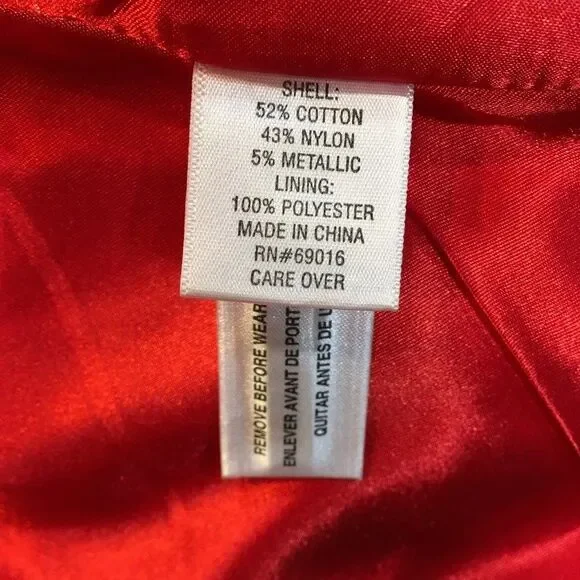 SHELL:
52% COTTON
43% NYLON
5% METALLIC
LINING:
100% POLYESTER
MADE IN CHINA
RN#69016
CARE OVER
REMOVE BEFORE WEAR
ENLEVER AVANT DE PORT
QUITAR ANTES DE U